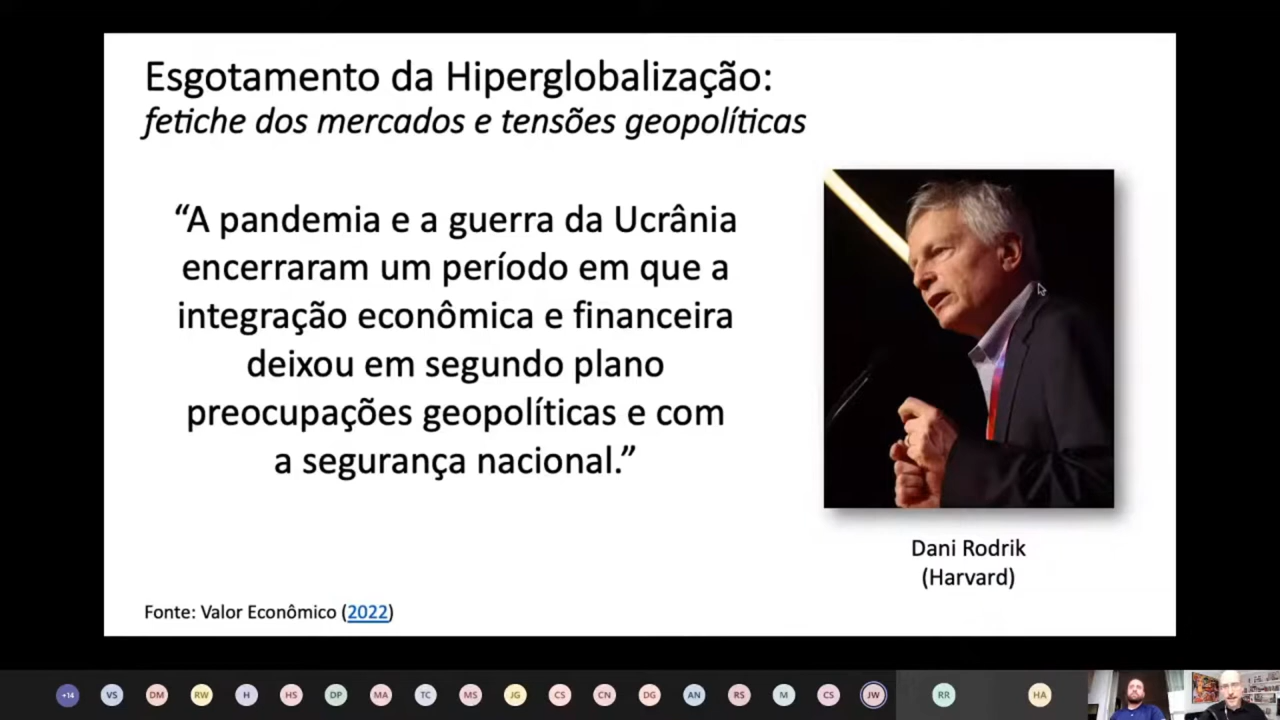 Esgotamento da Hiperglobalização:
fetiche dos mercados e tensões geopolíticas
“A pandemia e a guerra da Ucrânia
encerraram um período em que a
integração econômica e financeira
deixou em segundo plano
preocupações geopolíticas e com
a segurança nacional.”
Dani Rodrik
(Harvard)
Fonte: Valor Econômico (2022)
+14 VS DM RW H HS DP MA TC MS JG CS CN DG AN RS M CS JW RR HA